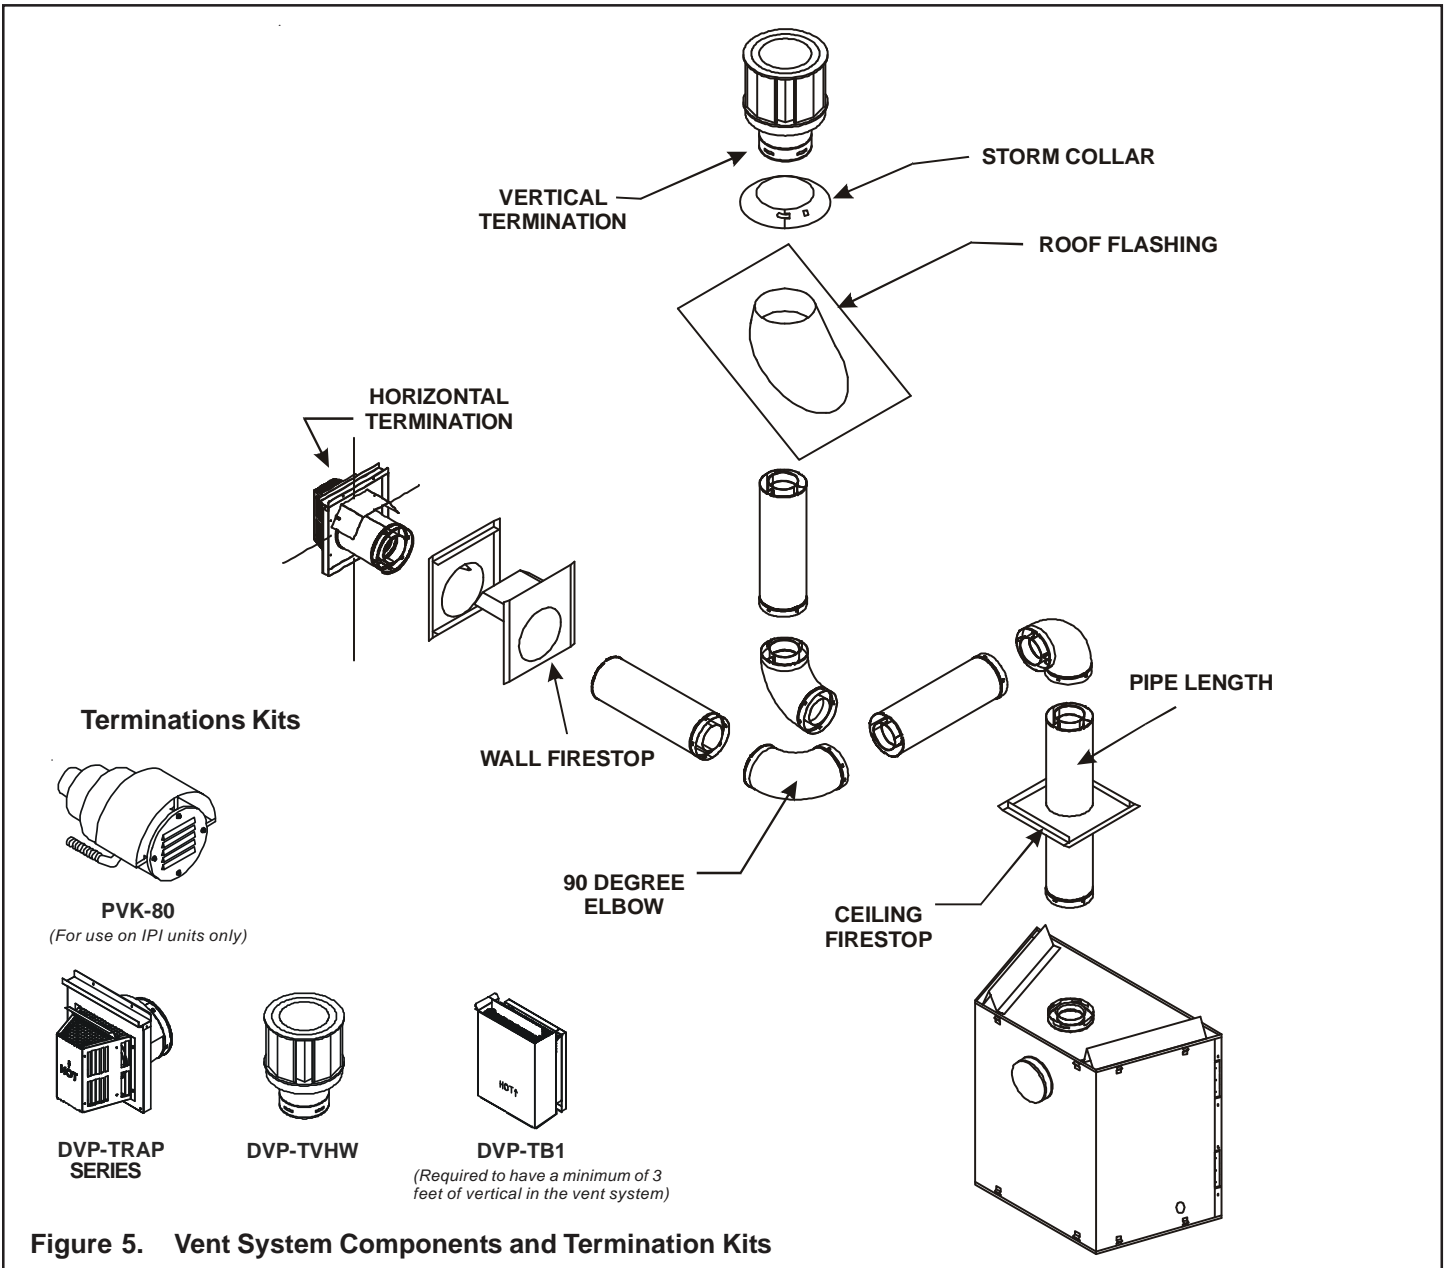 STORM COLLAR
VERTICAL
TERMINATION
ROOF FLASHING
HORIZONTAL
TERMINATION
PIPE LENGTH
Terminations Kits
WALL FIRESTOP
90 DEGREE
ELBOW
CEILING
FIRESTOP
PVK-80
(For use on IPI units only)
HOT
HOT
DVP-TRAP
SERIES
DVP-TVHW
DVP-TB1
(Required to have a minimum of 3
feet of vertical in the vent system)
Figure 5. Vent System Components and Termination Kits